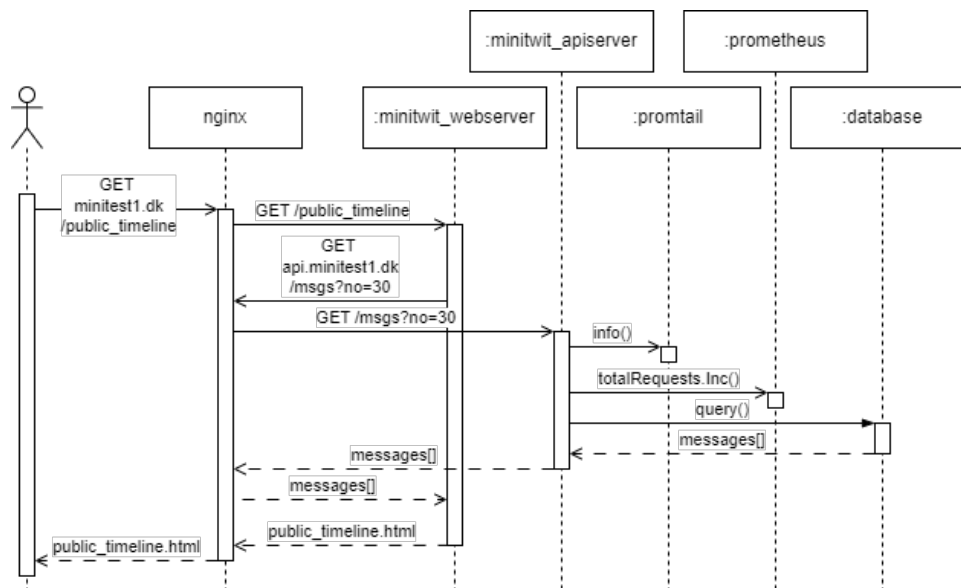 :minitwit_apiserver
:prometheus
nginx
:minitwit_webserver
:promtail
:database
GET
minitest1.dk
/public_timeline
GET /public_timeline
GET
api.minitest1.dk
/msgs?no=30
GET /msgs?no=30
info()
totalRequests.Inc()
query()
messages[]
messages[]
messages[]
public_timeline.html
public_timeline.html